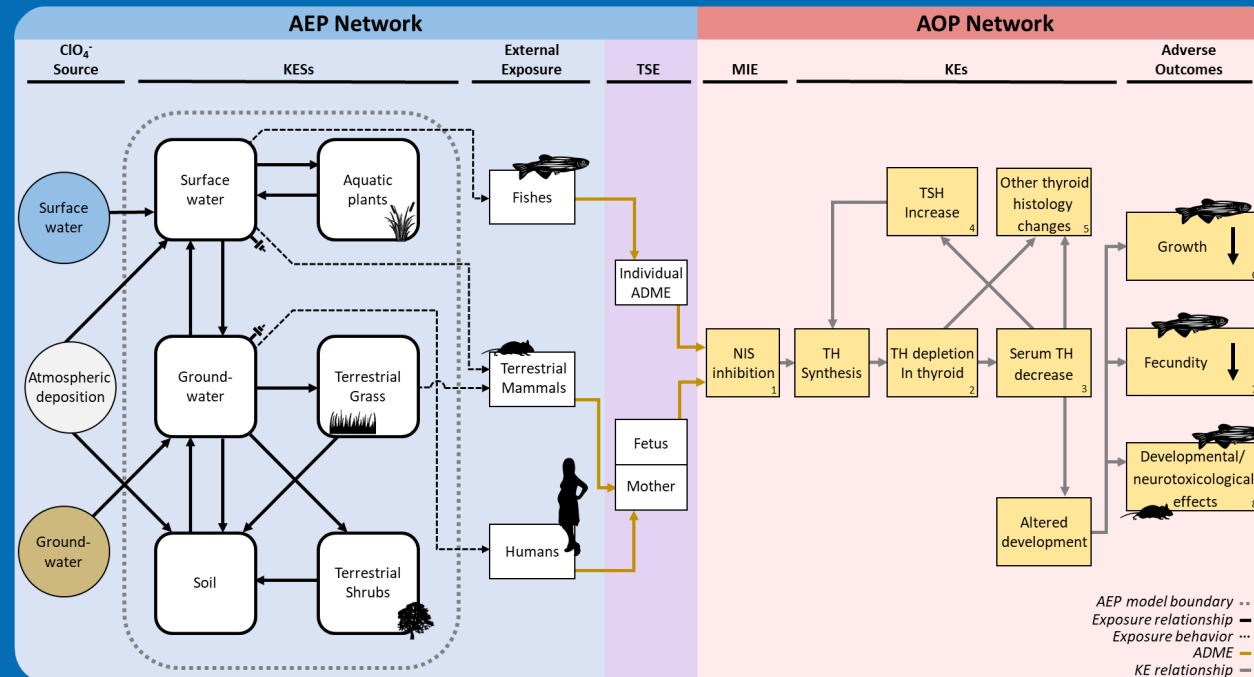 AEP Network
AOP Network
ClO₄⁻
Source
KESs
External
Exposure
TSE
MIE
KEs
Adverse
Outcomes
Surface
water
Atmospheric
deposition
Ground-
water
Surface
water
Aquatic
plants
Ground-
water
Terrestrial
Grass
Soil
Terrestrial
Shrubs
Fishes
Terrestrial
Mammals
Humans
Individual
ADME
Fetus
Mother
NIS
inhibition
1
TH
Synthesis
TH depletion
In thyroid
2
Serum TH
decrease
3
TSH
Increase
4
Other thyroid
histology
changes
5
Altered
development
Growth
Fecundity
Developmental/
neurotoxicological
effects
AEP model boundary
Exposure relationship
Exposure behavior
ADME
KE relationship